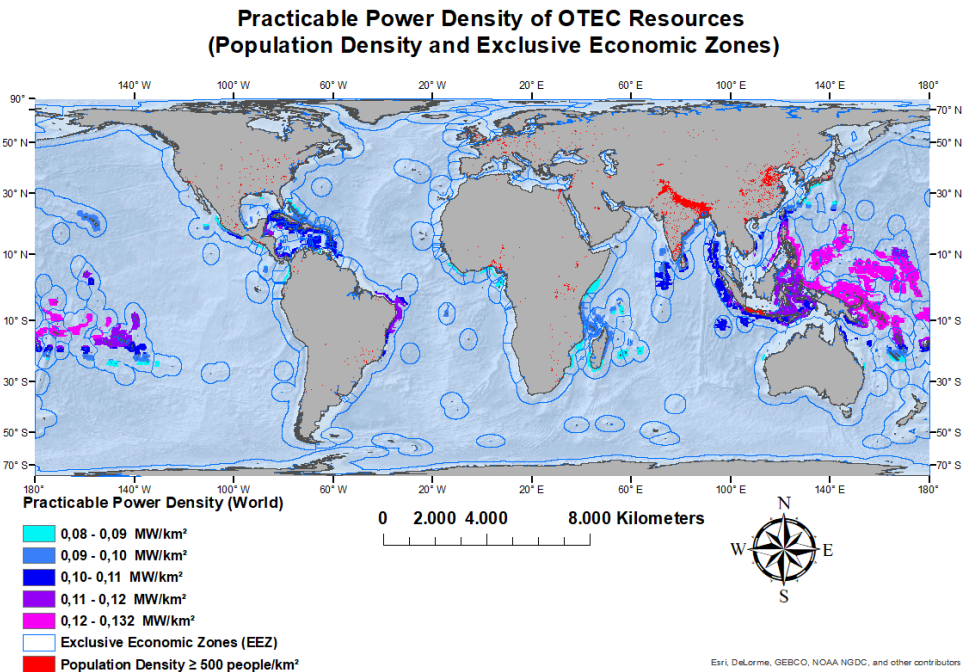 Practicable Power Density of OTEC Resources
(Population Density and Exclusive Economic Zones)
140° W 100° W 60° W 20° W 20° E 60° E 100° E 140° E 180°
90°
70° N
50° N 50° N
30° N 30° N
10° N 10° N
10° S 10° S
30° S 30° S
50° S 50° S
70° S 70° S
180° 140° W 100° W 60° W 20° W 20° E 60° E 100° E 140° E 180°
Practicable Power Density (World)
0,08 - 0,09 MW/km²
0,09 - 0,10 MW/km²
0,10- 0,11 MW/km²
0,11 - 0,12 MW/km²
0,12 - 0,132 MW/km²
Exclusive Economic Zones (EEZ)
Population Density ≥ 500 people/km²
0 2.000 4.000 8.000 Kilometers
N
W E
S
Esri, DeLorme, GEBCO, NOAA NGDC, and other contributors